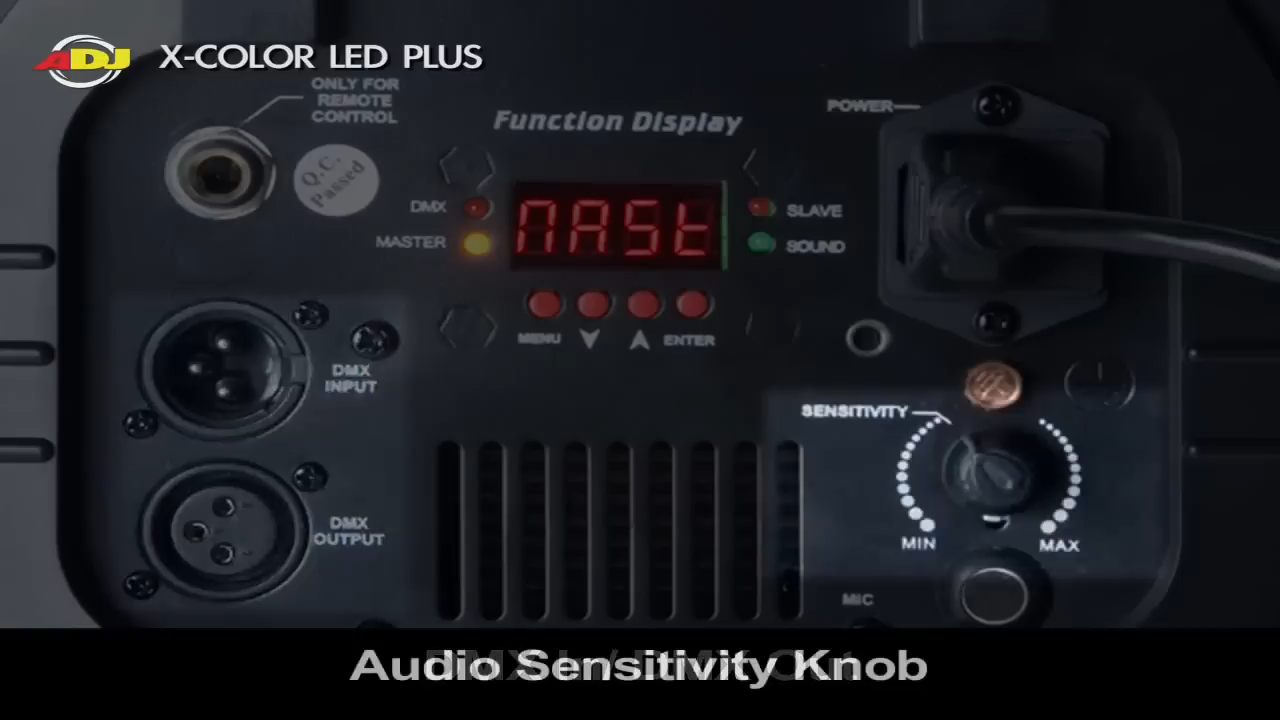 ADJ X-COLOR LED PLUS
ONLY FOR
REMOTE
CONTROL
Q.C.
Passed
Function Display
POWER
DMX
MASTER
MASt
SLAVE
SOUND
MENU
ENTER
DMX
INPUT
SENSITIVITY
MIN
MAX
DMX
OUTPUT
MIC
Audio Sensitivity Knob